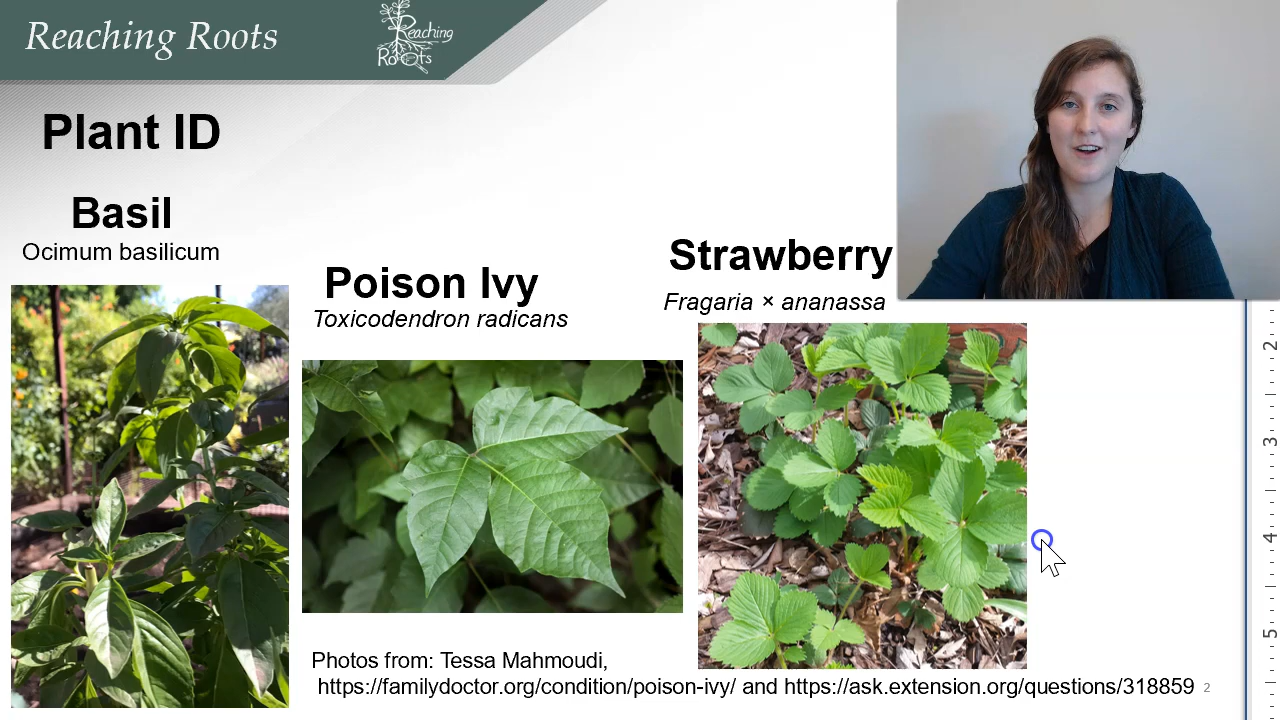 Reaching Roots
Reaching
Roots
Plant ID
Basil
Ocimum basilicum
Poison Ivy
Toxicodendron radicans
Strawberry
Fragaria × ananassa
Photos from: Tessa Mahmoudi,
https://familydoctor.org/condition/poison-ivy/ and https://ask.extension.org/questions/318859
2
2
3
4
5